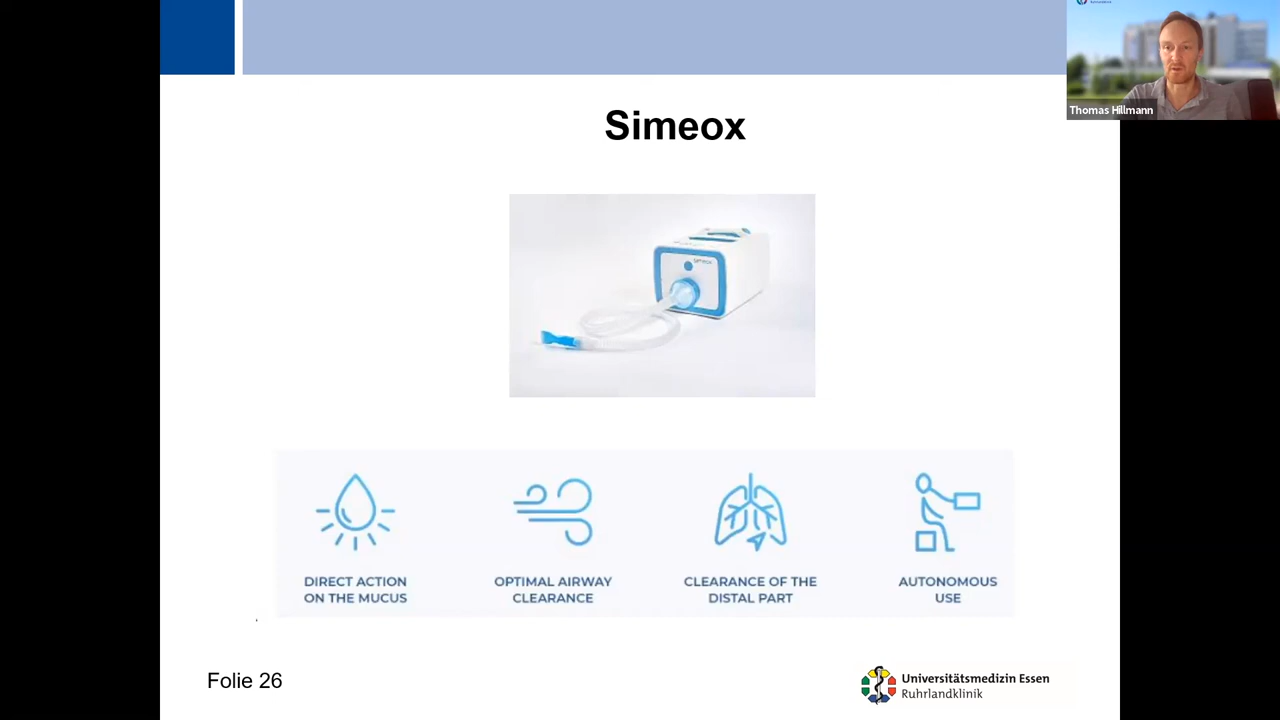 Thomas Hillmann
Simeox
simeox
DIRECT ACTION
ON THE MUCUS
OPTIMAL AIRWAY
CLEARANCE
CLEARANCE OF THE
DISTAL PART
AUTONOMOUS
USE
Folie 26
Universitätsmedizin Essen
Ruhrlandklinik